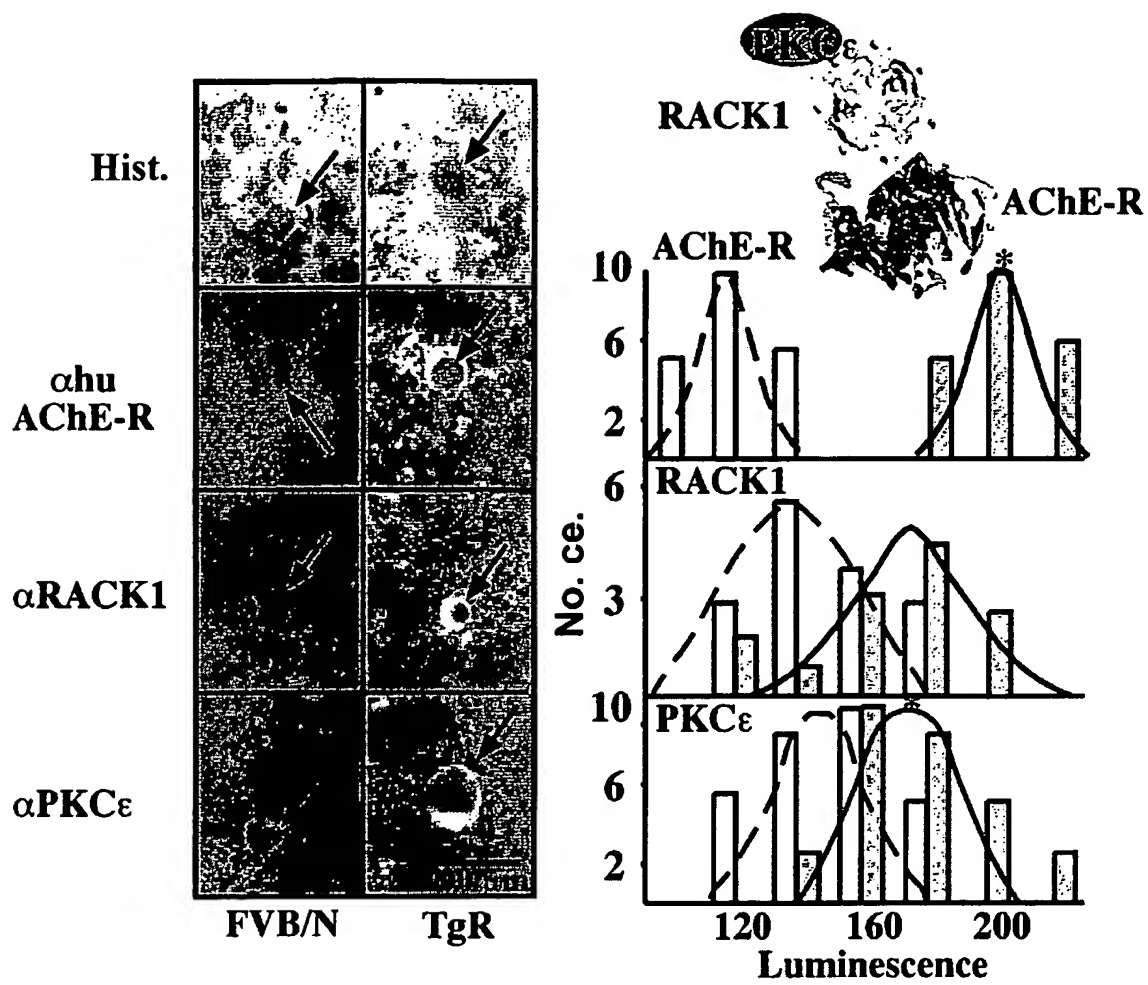 PKCε
RACK1
AChE-R
Hist.
αhu
AChE-R
αRACK1
αPKCε
FVB/N
TgR
AChE-R
*
10
6
2
RACK1
6
3
No. ce.
PKCε
*
10
6
2
120
160
200
Luminescence